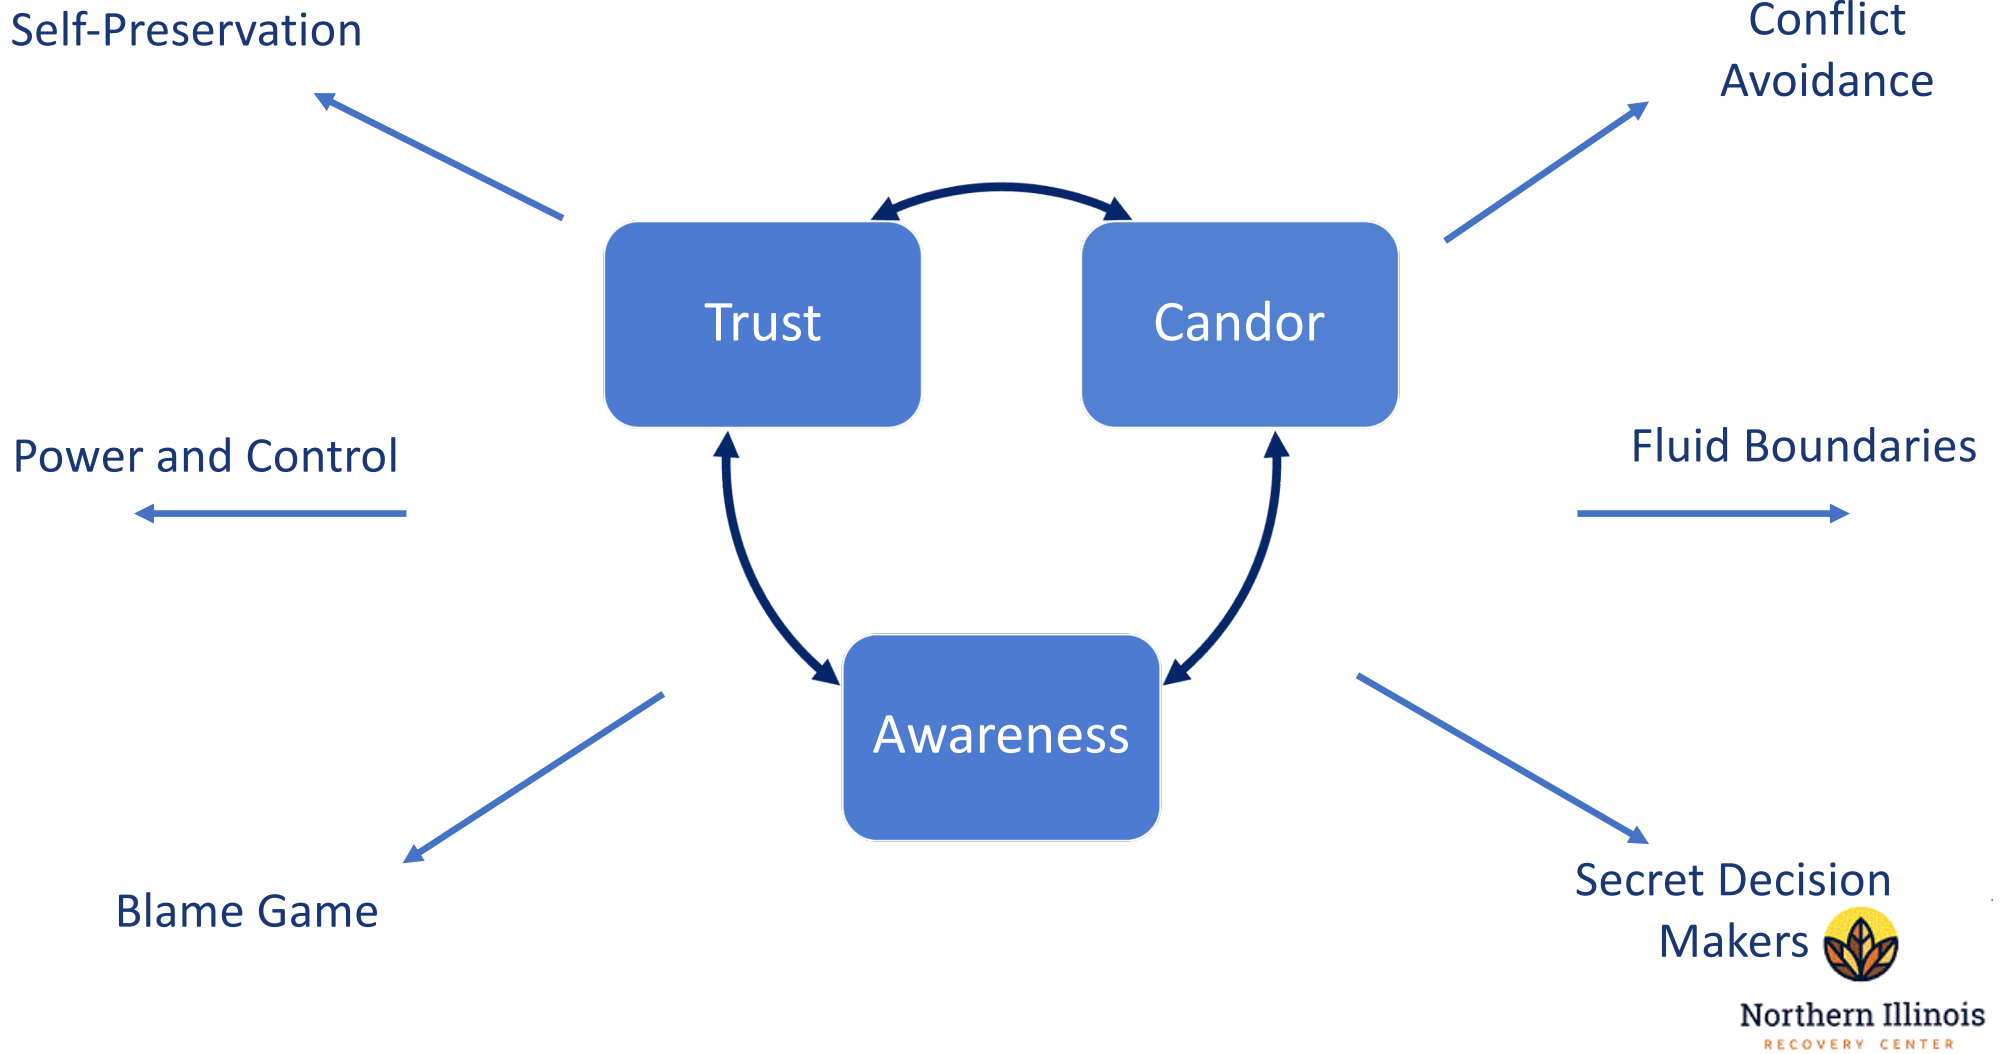 Self-Preservation
Conflict
Avoidance
Trust
Candor
Power and Control
Fluid Boundaries
Awareness
Blame Game
Secret Decision
Makers
Northern Illinois
RECOVERY CENTER